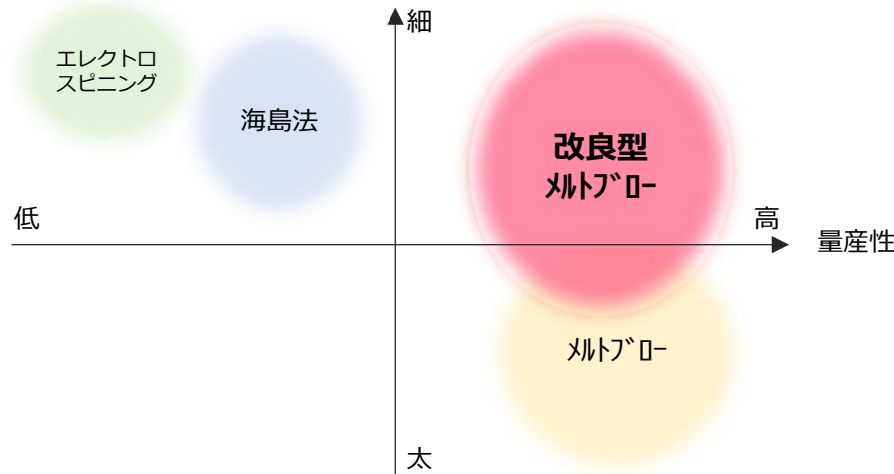 細
エレクトロ
スピニング
海島法
改良型
ﾒﾙﾄﾌﾞﾛｰ
低
高
量産性
ﾒﾙﾄﾌﾞﾛｰ
太